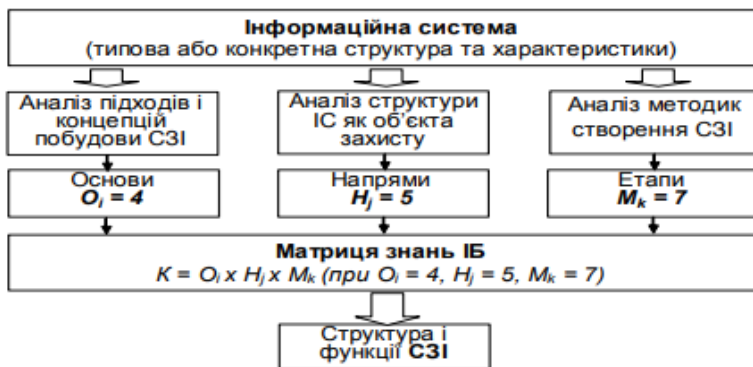 Інформаційна система
(типова або конкретна структура та характеристики)
Аналіз підходів і
концепцій
побудови СЗІ
Аналіз структури
ІС як об'єкта
захисту
Аналіз методик
створення СЗІ
Основи
Oᵢ = 4
Напрями
Hⱼ = 5
Етапи
Mₖ = 7
Матриця знань ІБ
K = Oᵢ x Hⱼ x Mₖ (при Oᵢ = 4, Hⱼ = 5, Mₖ = 7)
Структура і
функції СЗІ